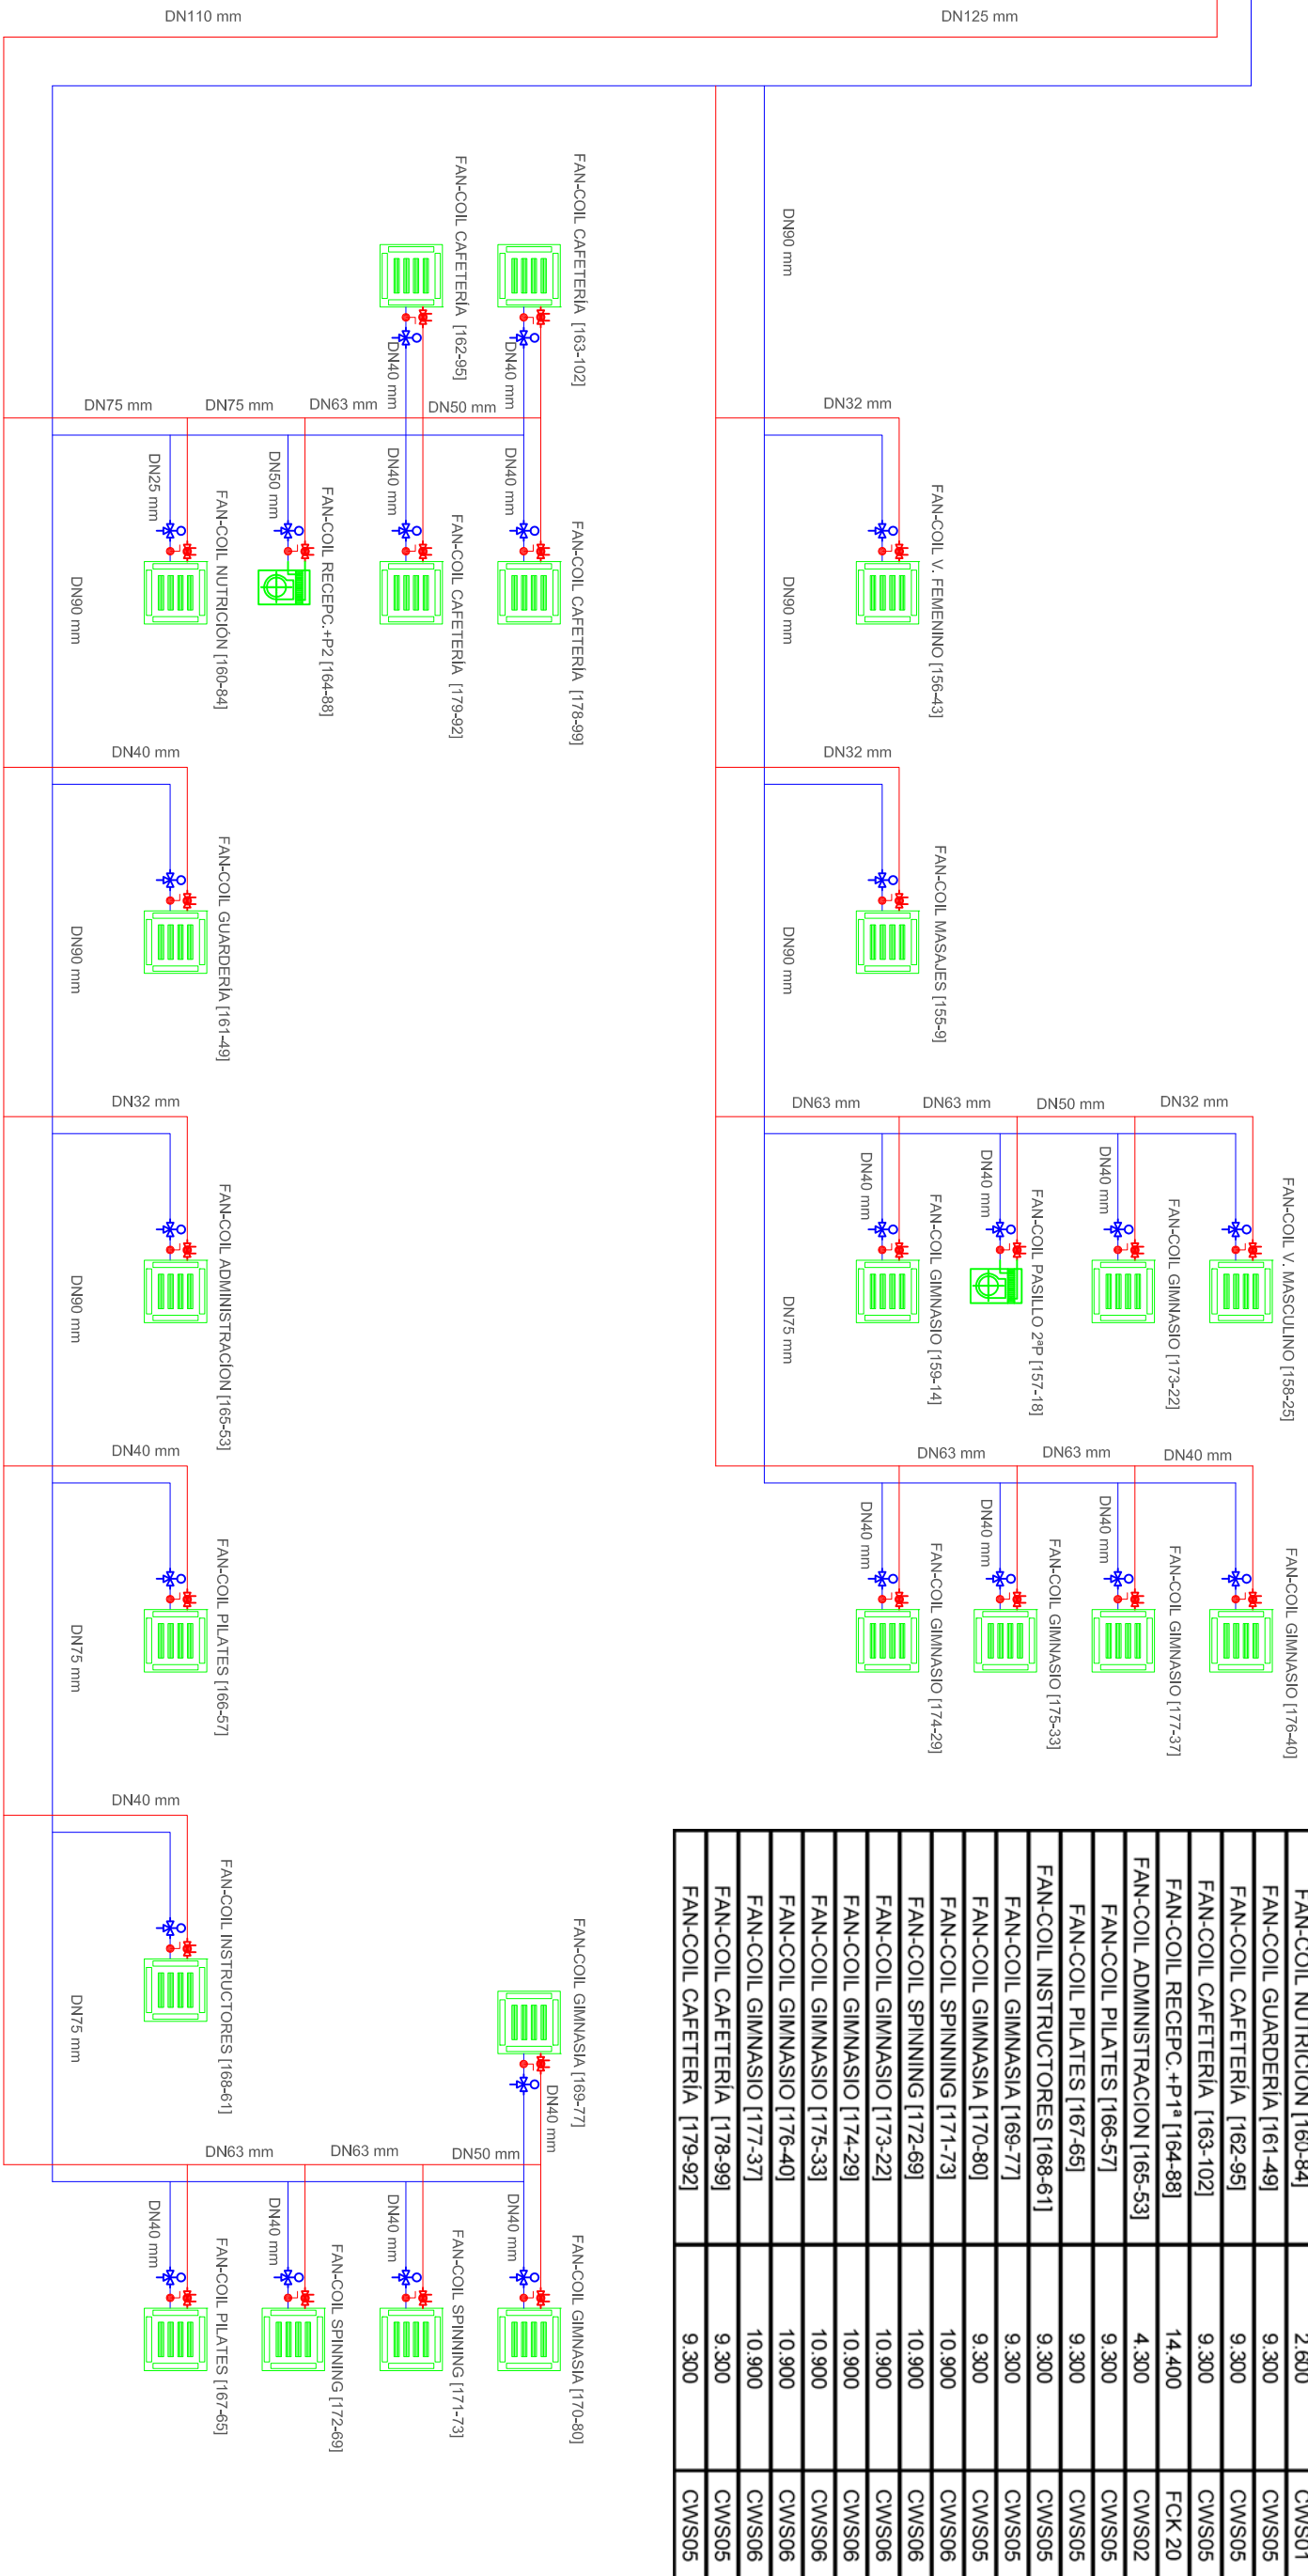 DN110 mm
DN125 mm
DN90 mm
FAN-COIL CAFETERÍA [162-95]
FAN-COIL CAFETERÍA [163-102]
DN40 mm
DN40 mm
DN75 mm
DN75 mm
DN63 mm
DN50 mm
DN32 mm
DN25 mm
DN50 mm
DN40 mm
DN40 mm
FAN-COIL NUTRICIÓN [160-84]
FAN-COIL RECEPC.+P2 [164-88]
FAN-COIL CAFETERÍA [179-92]
FAN-COIL CAFETERÍA [178-99]
FAN-COIL V. FEMENINO [156-43]
DN90 mm
DN90 mm
DN40 mm
DN32 mm
FAN-COIL GUARDERÍA [161-49]
FAN-COIL MASAJES [155-9]
DN90 mm
DN90 mm
DN32 mm
DN63 mm
DN63 mm
DN50 mm
DN32 mm
DN40 mm
DN40 mm
DN40 mm
FAN-COIL ADMINISTRACÍON [165-53]
FAN-COIL GIMNASIO [159-14]
FAN-COIL PASILLO 2ªP [157-18]
FAN-COIL GIMNASIO [173-22]
FAN-COIL V. MASCULINO [158-25]
DN90 mm
DN75 mm
DN40 mm
DN63 mm
DN63 mm
DN40 mm
DN40 mm
DN40 mm
DN40 mm
FAN-COIL PILATES [166-57]
FAN-COIL GIMNASIO [174-29]
FAN-COIL GIMNASIO [175-33]
FAN-COIL GIMNASIO [177-37]
FAN-COIL GIMNASIO [176-40]
DN75 mm
DN40 mm
FAN-COIL INSTRUCTORES [168-61]
FAN-COIL GIMNASIA [169-77]
DN75 mm
DN40 mm
DN63 mm
DN63 mm
DN50 mm
DN40 mm
DN40 mm
DN40 mm
DN40 mm
FAN-COIL PILATES [167-65]
FAN-COIL SPINNING [172-69]
FAN-COIL SPINNING [171-73]
FAN-COIL GIMNASIA [170-80]
FAN-COIL NUTRICIÓN [160-84] 2.600 CWS01
FAN-COIL GUARDERÍA [161-49] 9.300 CWS05
FAN-COIL CAFETERÍA [162-95] 9.300 CWS05
FAN-COIL CAFETERÍA [163-102] 9.300 CWS05
FAN-COIL RECEPC.+P1ª [164-88] 14.400 FCK 20
FAN-COIL ADMINISTRACION [165-53] 4.300 CWS02
FAN-COIL PILATES [166-57] 9.300 CWS05
FAN-COIL PILATES [167-65] 9.300 CWS05
FAN-COIL INSTRUCTORES [168-61] 9.300 CWS05
FAN-COIL GIMNASIA [169-77] 9.300 CWS05
FAN-COIL GIMNASIA [170-80] 9.300 CWS05
FAN-COIL SPINNING [171-73] 10.900 CWS06
FAN-COIL SPINNING [172-69] 10.900 CWS06
FAN-COIL GIMNASIO [173-22] 10.900 CWS06
FAN-COIL GIMNASIO [174-29] 10.900 CWS06
FAN-COIL GIMNASIO [175-33] 10.900 CWS06
FAN-COIL GIMNASIO [176-40] 10.900 CWS06
FAN-COIL GIMNASIO [177-37] 10.900 CWS06
FAN-COIL CAFETERÍA [178-99] 9.300 CWS05
FAN-COIL CAFETERÍA [179-92] 9.300 CWS05